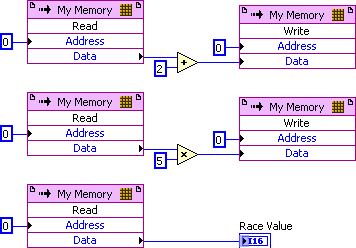 My Memory
Read
0 Address
Data
2
+
My Memory
Write
0 Address
Data
My Memory
Read
0 Address
Data
5
×
My Memory
Write
0 Address
Data
My Memory
Read
0 Address
Data
Race Value
I16